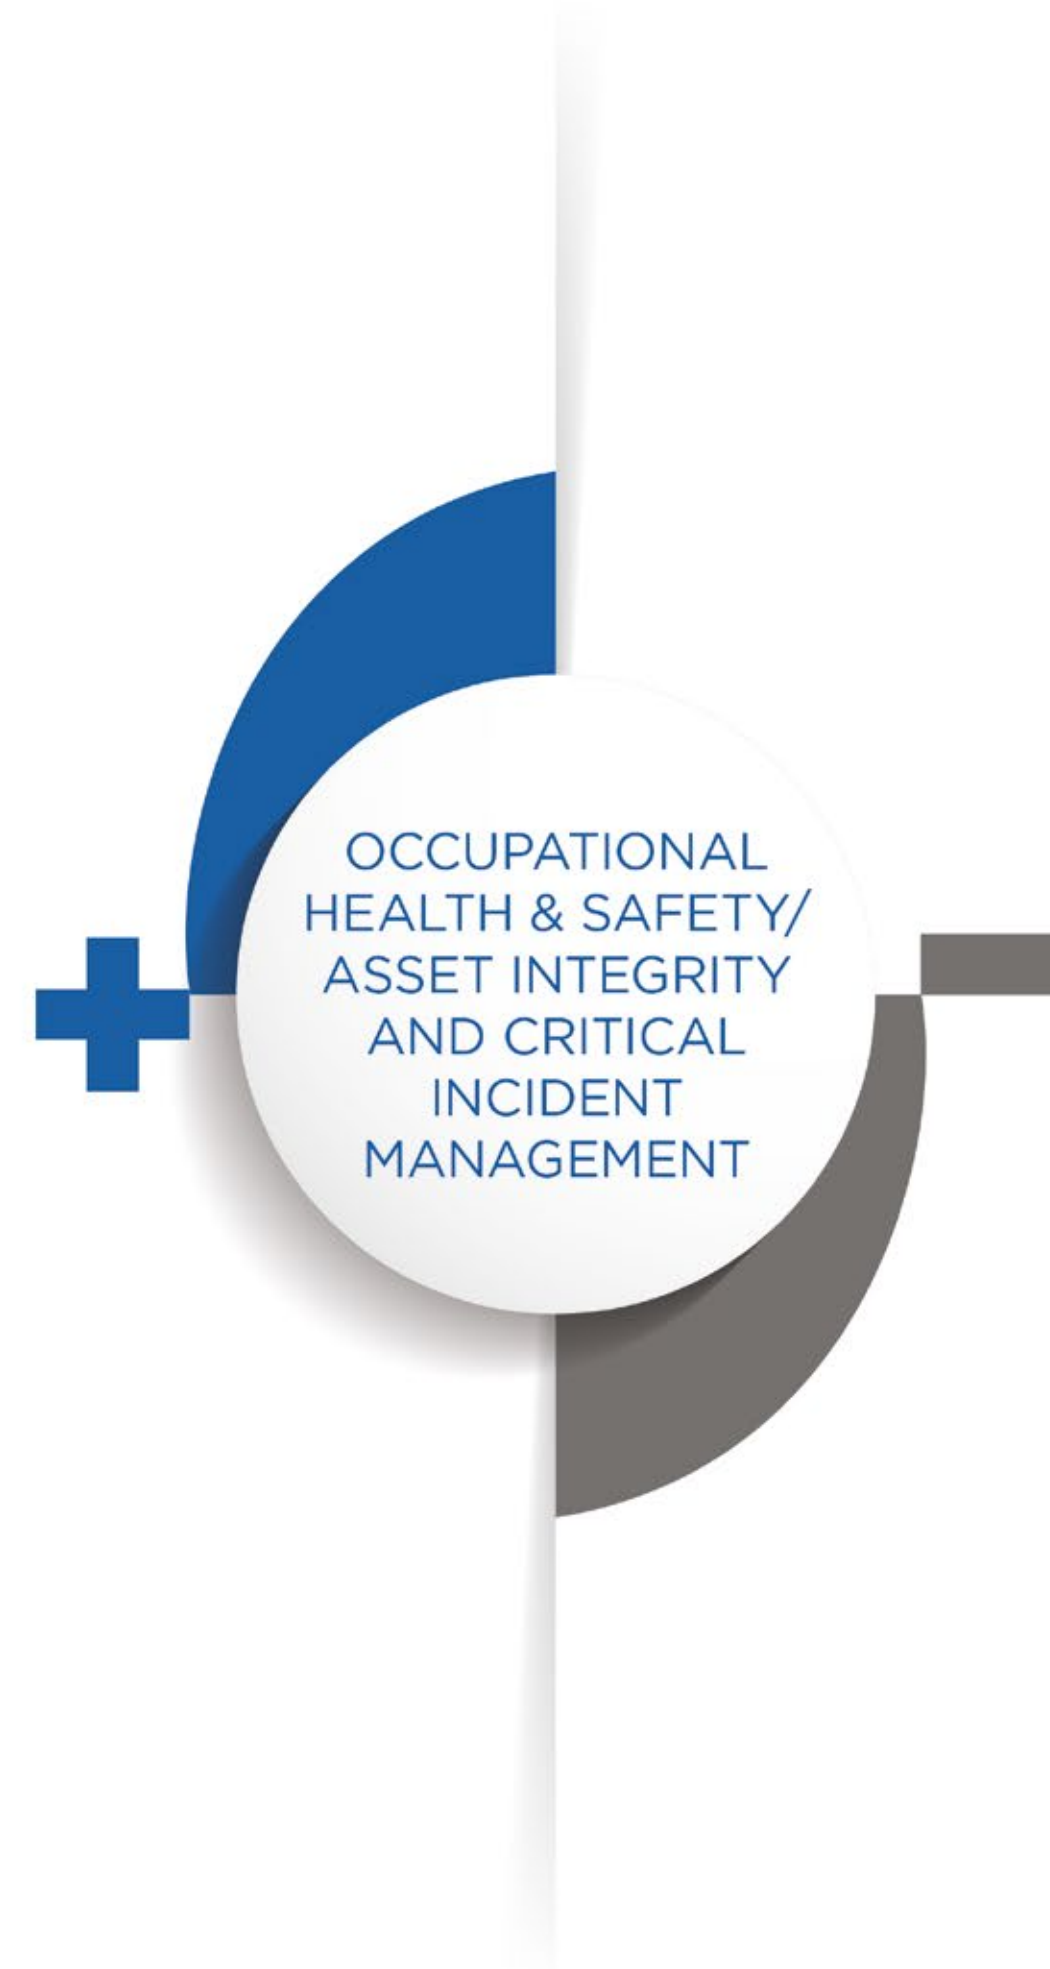 OCCUPATIONAL
HEALTH & SAFETY/
ASSET INTEGRITY
AND CRITICAL
INCIDENT
MANAGEMENT